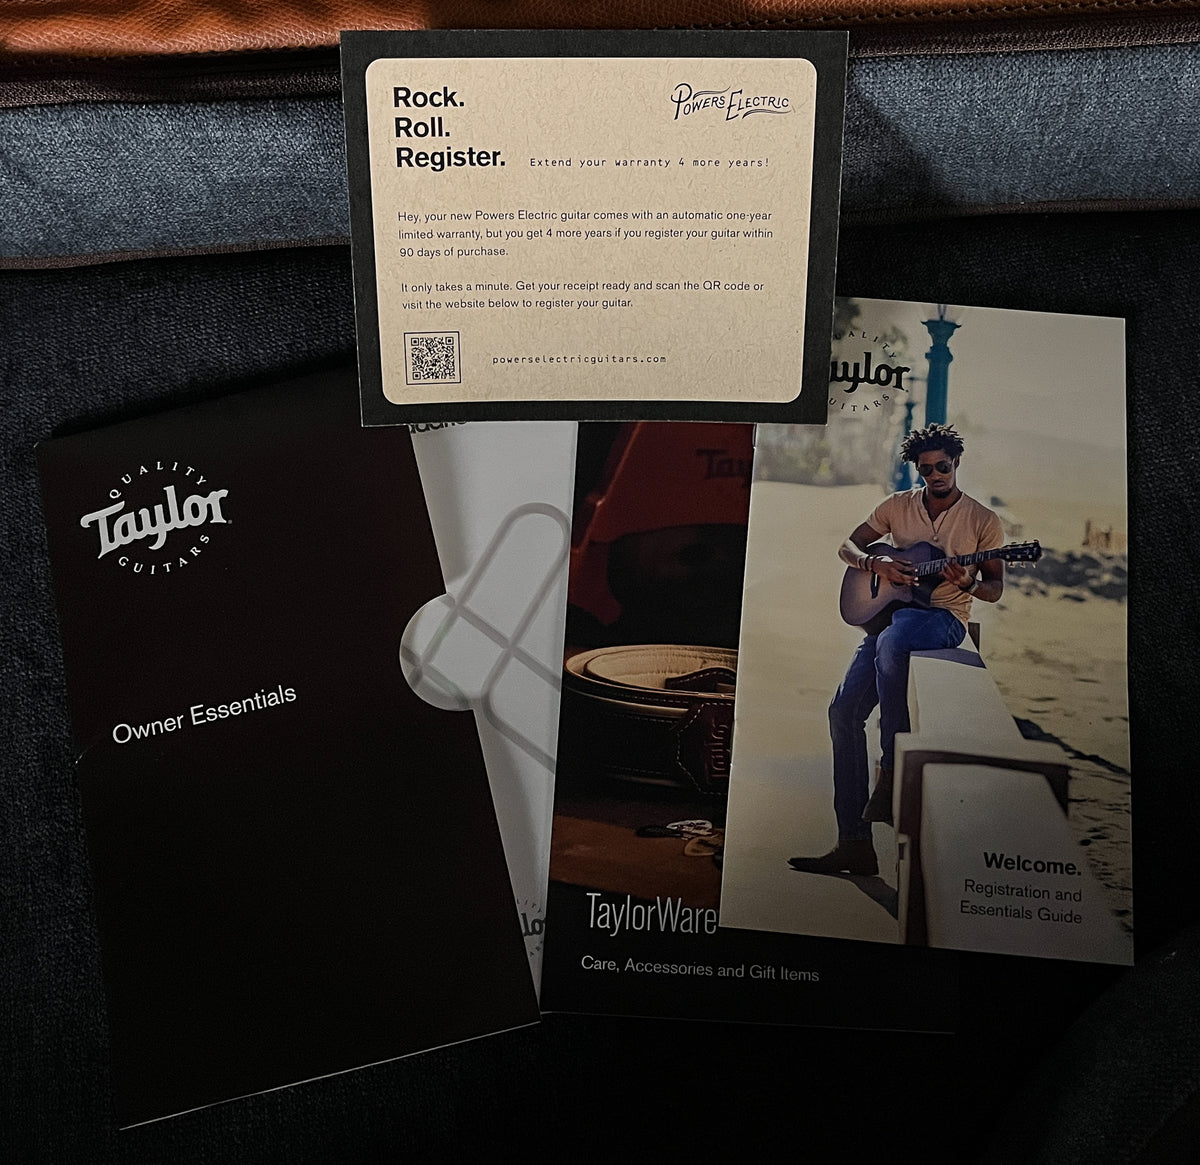 Rock.
Roll.
Register.
Extend your warranty 4 more years!
POWERS ELECTRIC
Hey, your new Powers Electric guitar comes with an automatic one-year
limited warranty, but you get 4 more years if you register your guitar within
90 days of purchase.
It only takes a minute. Get your receipt ready and scan the QR code or
visit the website below to register your guitar.
powerselectricguitars.com
QUALITY
Taylor
GUITARS
Owner Essentials
TaylorWare
Care, Accessories and Gift Items
Taylor
Welcome.
Registration and
Essentials Guide